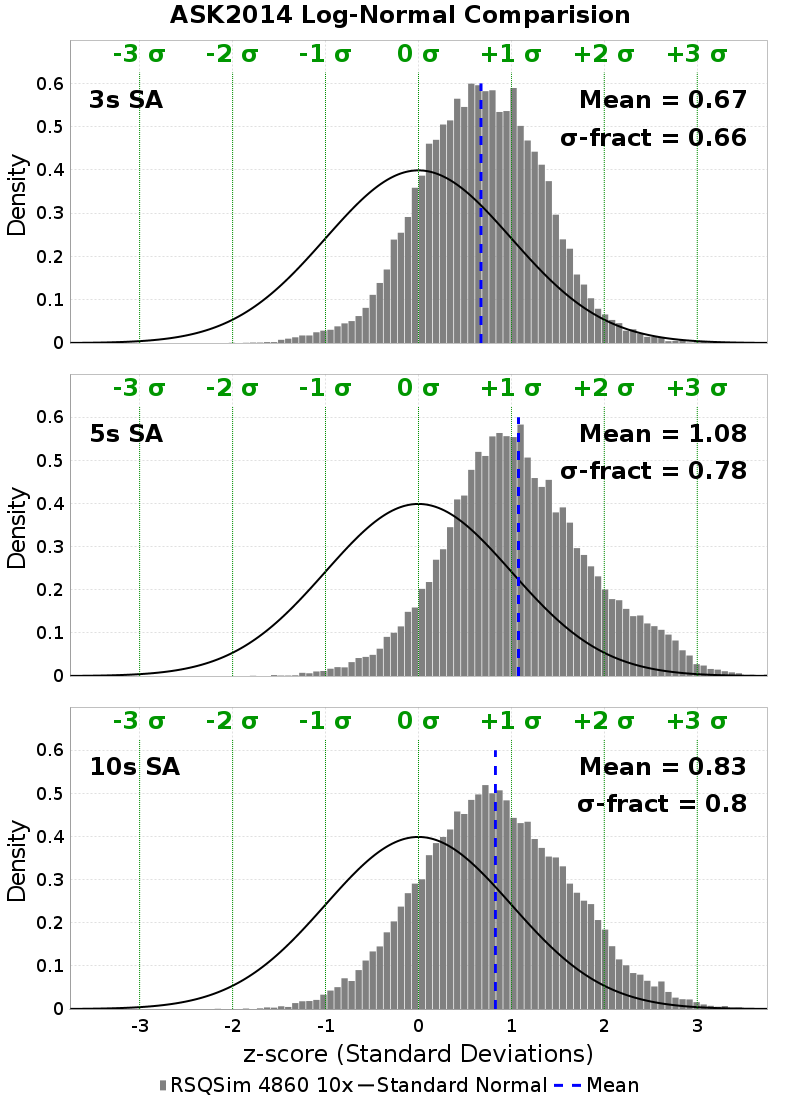 ASK2014 Log-Normal Comparision
-3 σ -2 σ -1 σ 0 σ +1 σ +2 σ +3 σ
3s SA
Mean = 0.67
σ-fract = 0.66
Density
0.6
0.5
0.4
0.3
0.2
0.1
0
-3 σ -2 σ -1 σ 0 σ +1 σ +2 σ +3 σ
5s SA
Mean = 1.08
σ-fract = 0.78
Density
0.6
0.5
0.4
0.3
0.2
0.1
0
-3 σ -2 σ -1 σ 0 σ +1 σ +2 σ +3 σ
10s SA
Mean = 0.83
σ-fract = 0.8
Density
0.6
0.5
0.4
0.3
0.2
0.1
0
-3 -2 -1 0 1 2 3
z-score (Standard Deviations)
RSQSim 4860 10x Standard Normal Mean